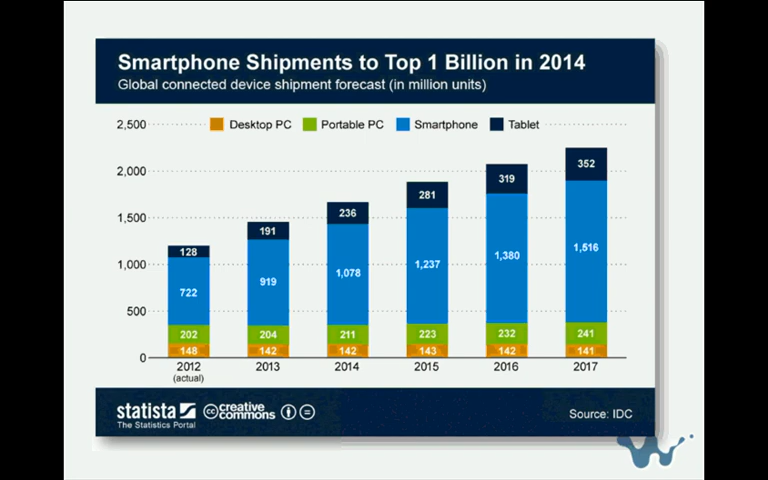 Smartphone Shipments to Top 1 Billion in 2014
Global connected device shipment forecast (in million units)
2,500 Desktop PC Portable PC Smartphone Tablet
2,000
1,500
1,000
500
0
128 191 236 281 319 352
722 919 1,078 1,237 1,380 1,516
202 204 211 223 232 241
148 142 142 143 142 141
2012 2013 2014 2015 2016 2017
(actual)
statista
The Statistics Portal
cc creative commons
Source: IDC